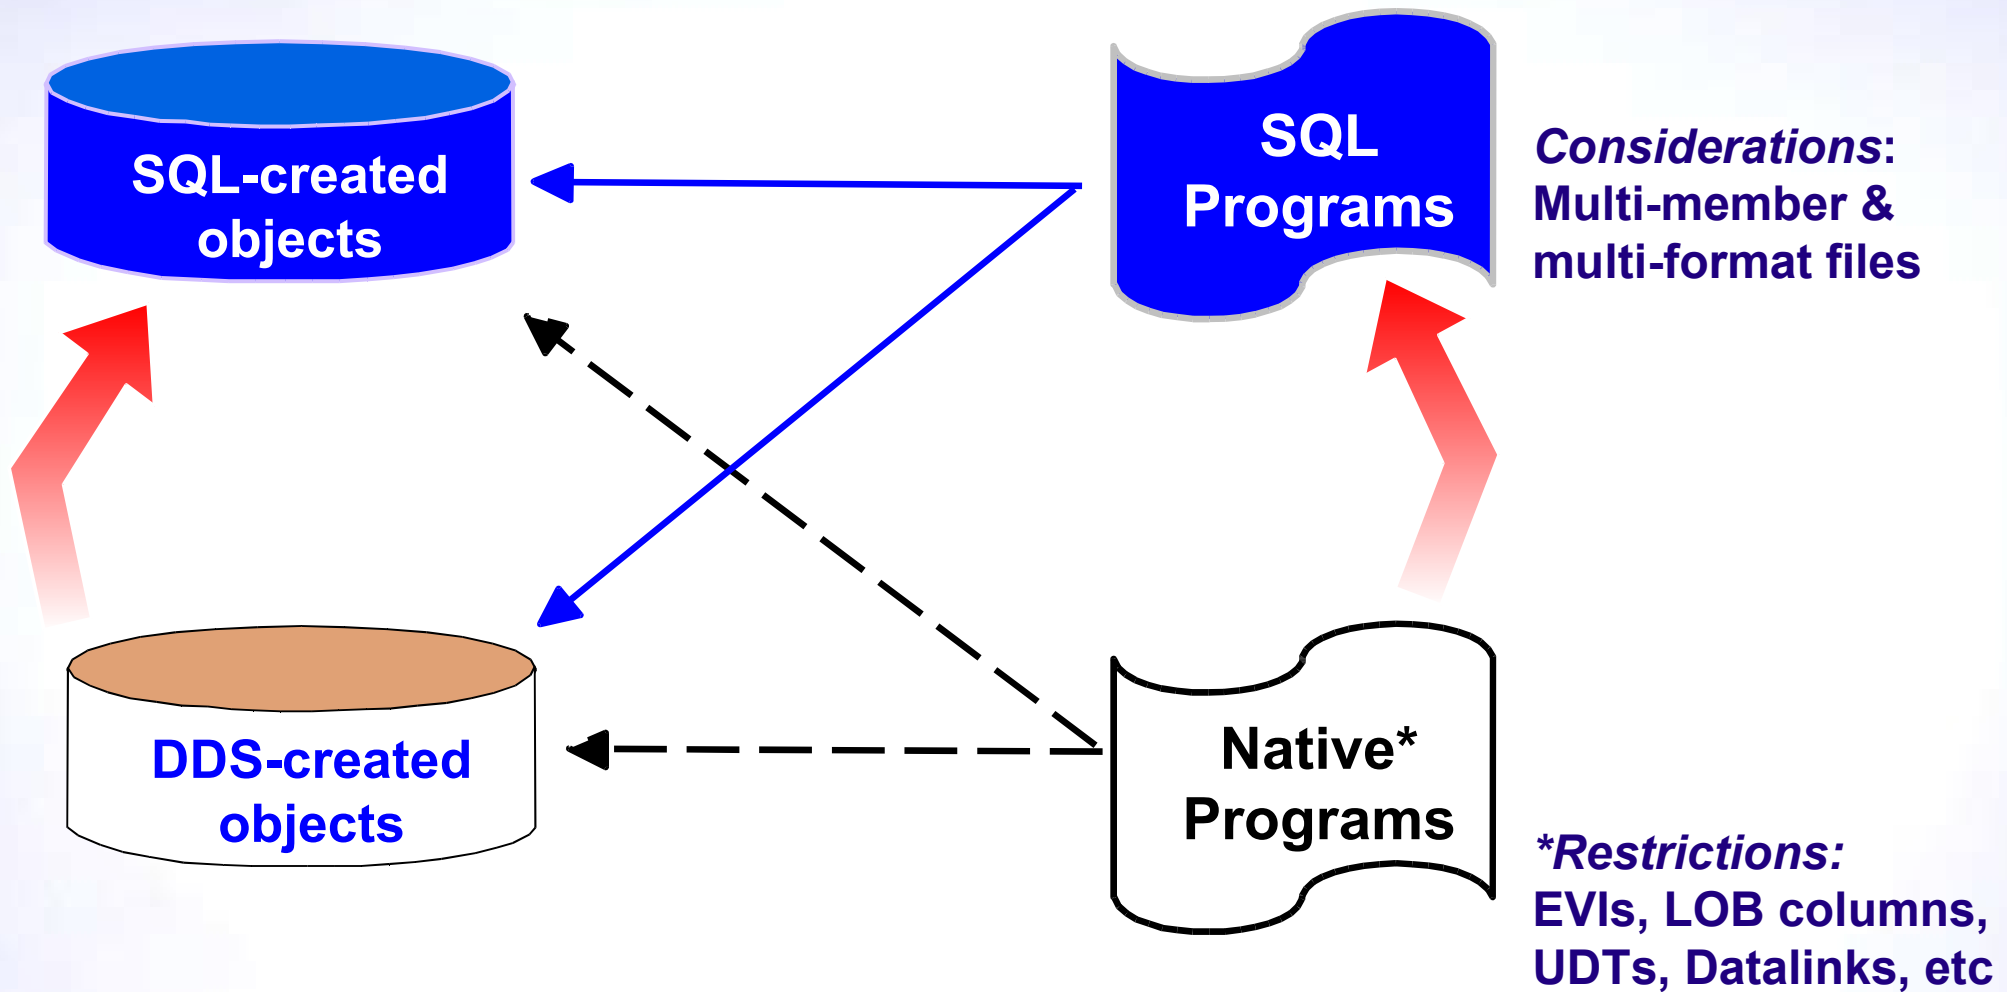 SQL-created
objects
SQL
Programs
Considerations:
Multi-member &
multi-format files
DDS-created
objects
Native*
Programs
*Restrictions:
EVIs, LOB columns,
UDTs, Datalinks, etc